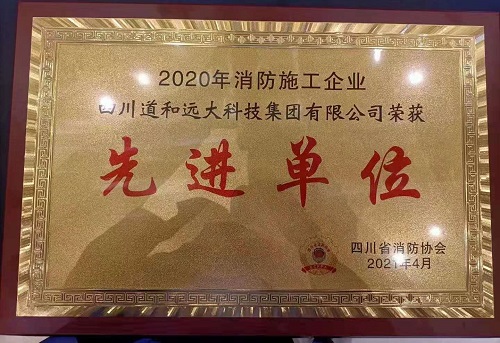 2020年消防施工企业
四川道和远大科技集团有限公司荣获
先进单位
四川省消防协会
2021年4月